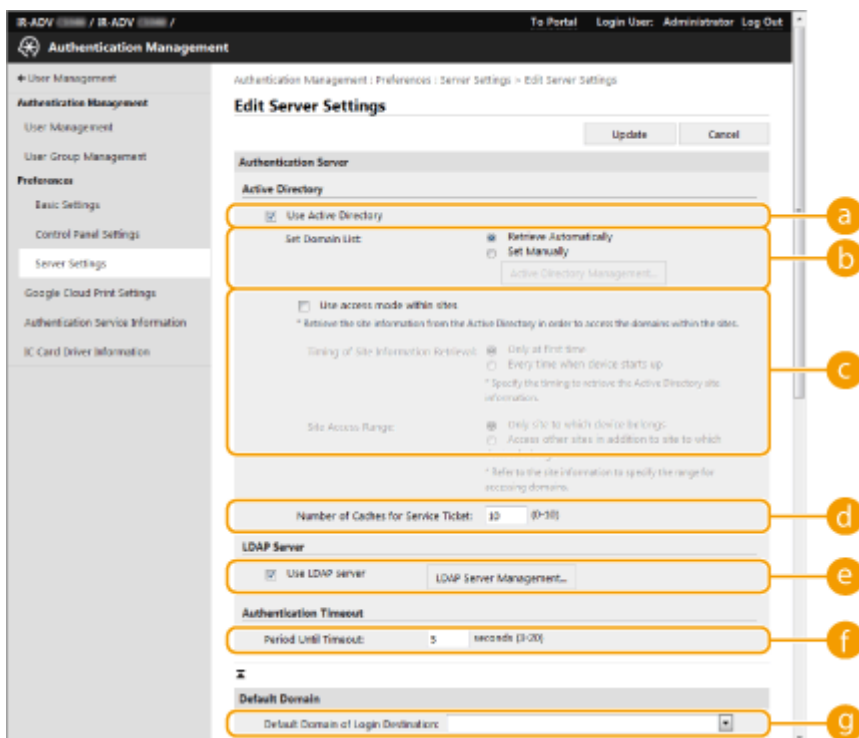 IR-ADV / IR-ADV /
To Portal Login User: Administrator Log Out
Authentication Management
User Management
Authentication Management
User Management
User Group Management
Preferences
Basic Settings
Control Panel Settings
Server Settings
Google Cloud Print Settings
Authentication Service Information
IC Card Driver Information
Authentication Management : Preferences : Server Settings > Edit Server Settings
Edit Server Settings
Update Cancel
Authentication Server
Active Directory
Use Active Directory
a
Set Domain List: Retrieve Automatically
Set Manually
Active Directory Management...
b
Use access mode within sites
* Retrieve the site information from the Active Directory in order to access the domains within the sites.
Timing of Site Information Retrieval: Only at first time
Every time when device starts up
* Specify the timing to retrieve the Active Directory site
information.
c
Site Access Range: Only site to which device belongs
Access other sites in addition to site to which
* Refer to the site information to specify the range for
accessing domains.
Number of Caches for Service Ticket: 10 (0-10)
d
LDAP Server
Use LDAP server LDAP Server Management...
e
Authentication Timeout
Period Until Timeout: 5 seconds (3-20)
f
Default Domain
Default Domain of Login Destination:
g